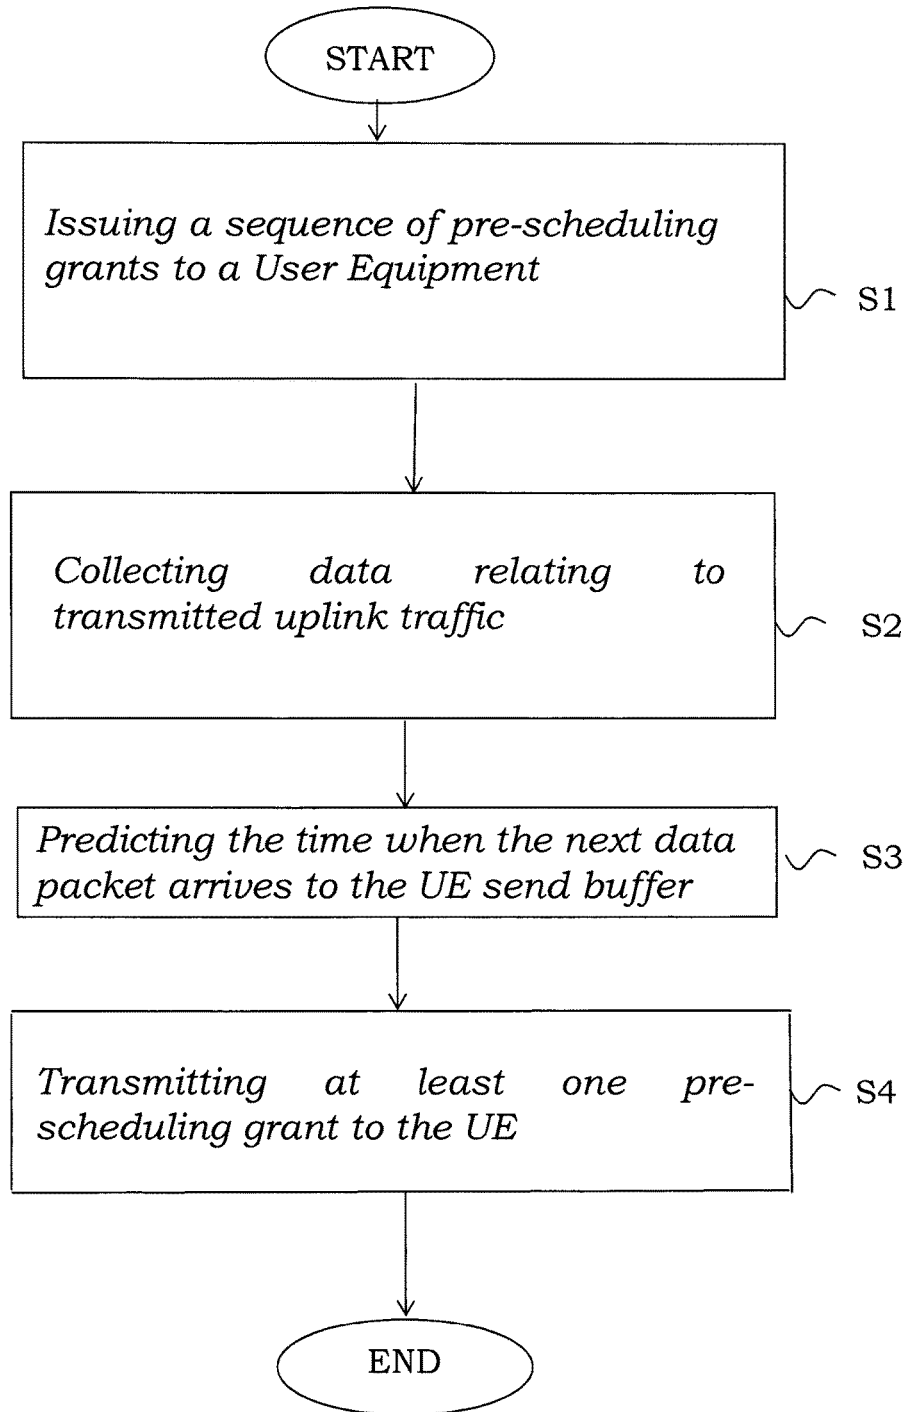 START
Issuing a sequence of pre-scheduling
grants to a User Equipment
S1
Collecting data relating to
transmitted uplink traffic
S2
Predicting the time when the next data
packet arrives to the UE send buffer
S3
Transmitting at least one pre-
scheduling grant to the UE
S4
END